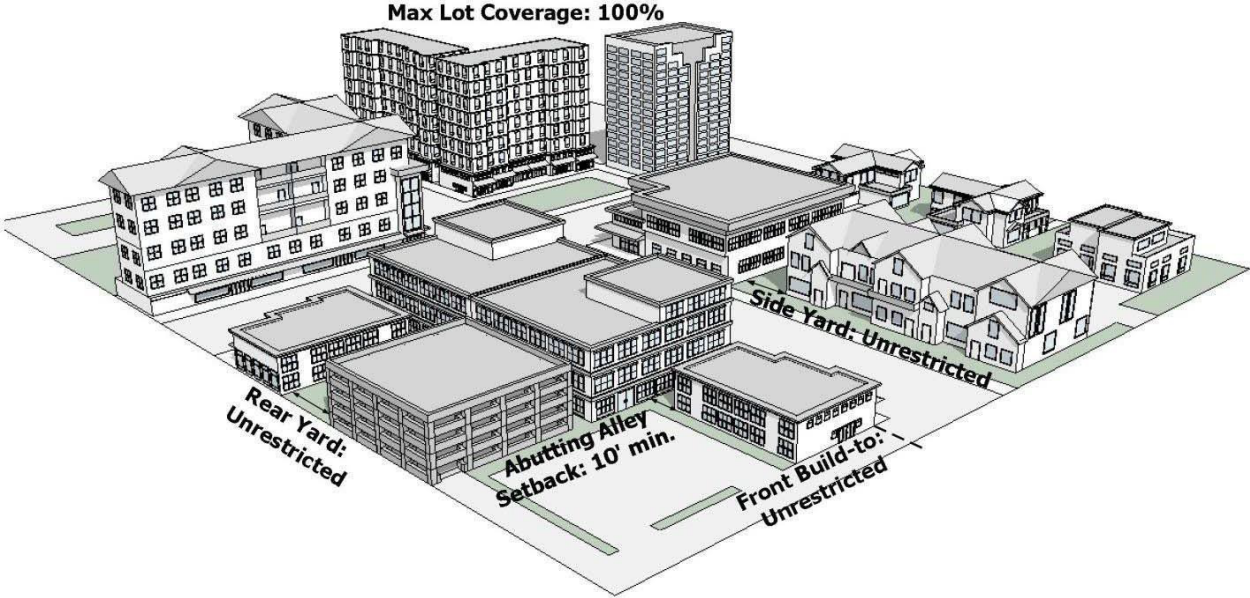 Max Lot Coverage: 100%
Side Yard: Unrestricted
Rear Yard:
Unrestricted
Abutting Alley
Setback: 10' min.
Front Build-to:
Unrestricted